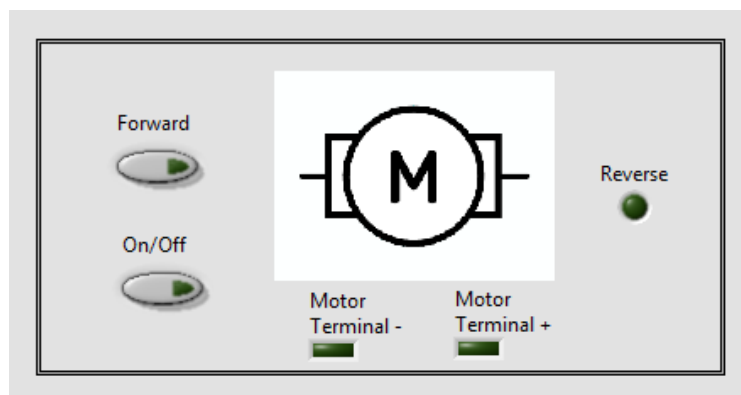 Forward
M
Reverse
On/Off
Motor
Terminal -
Motor
Terminal +